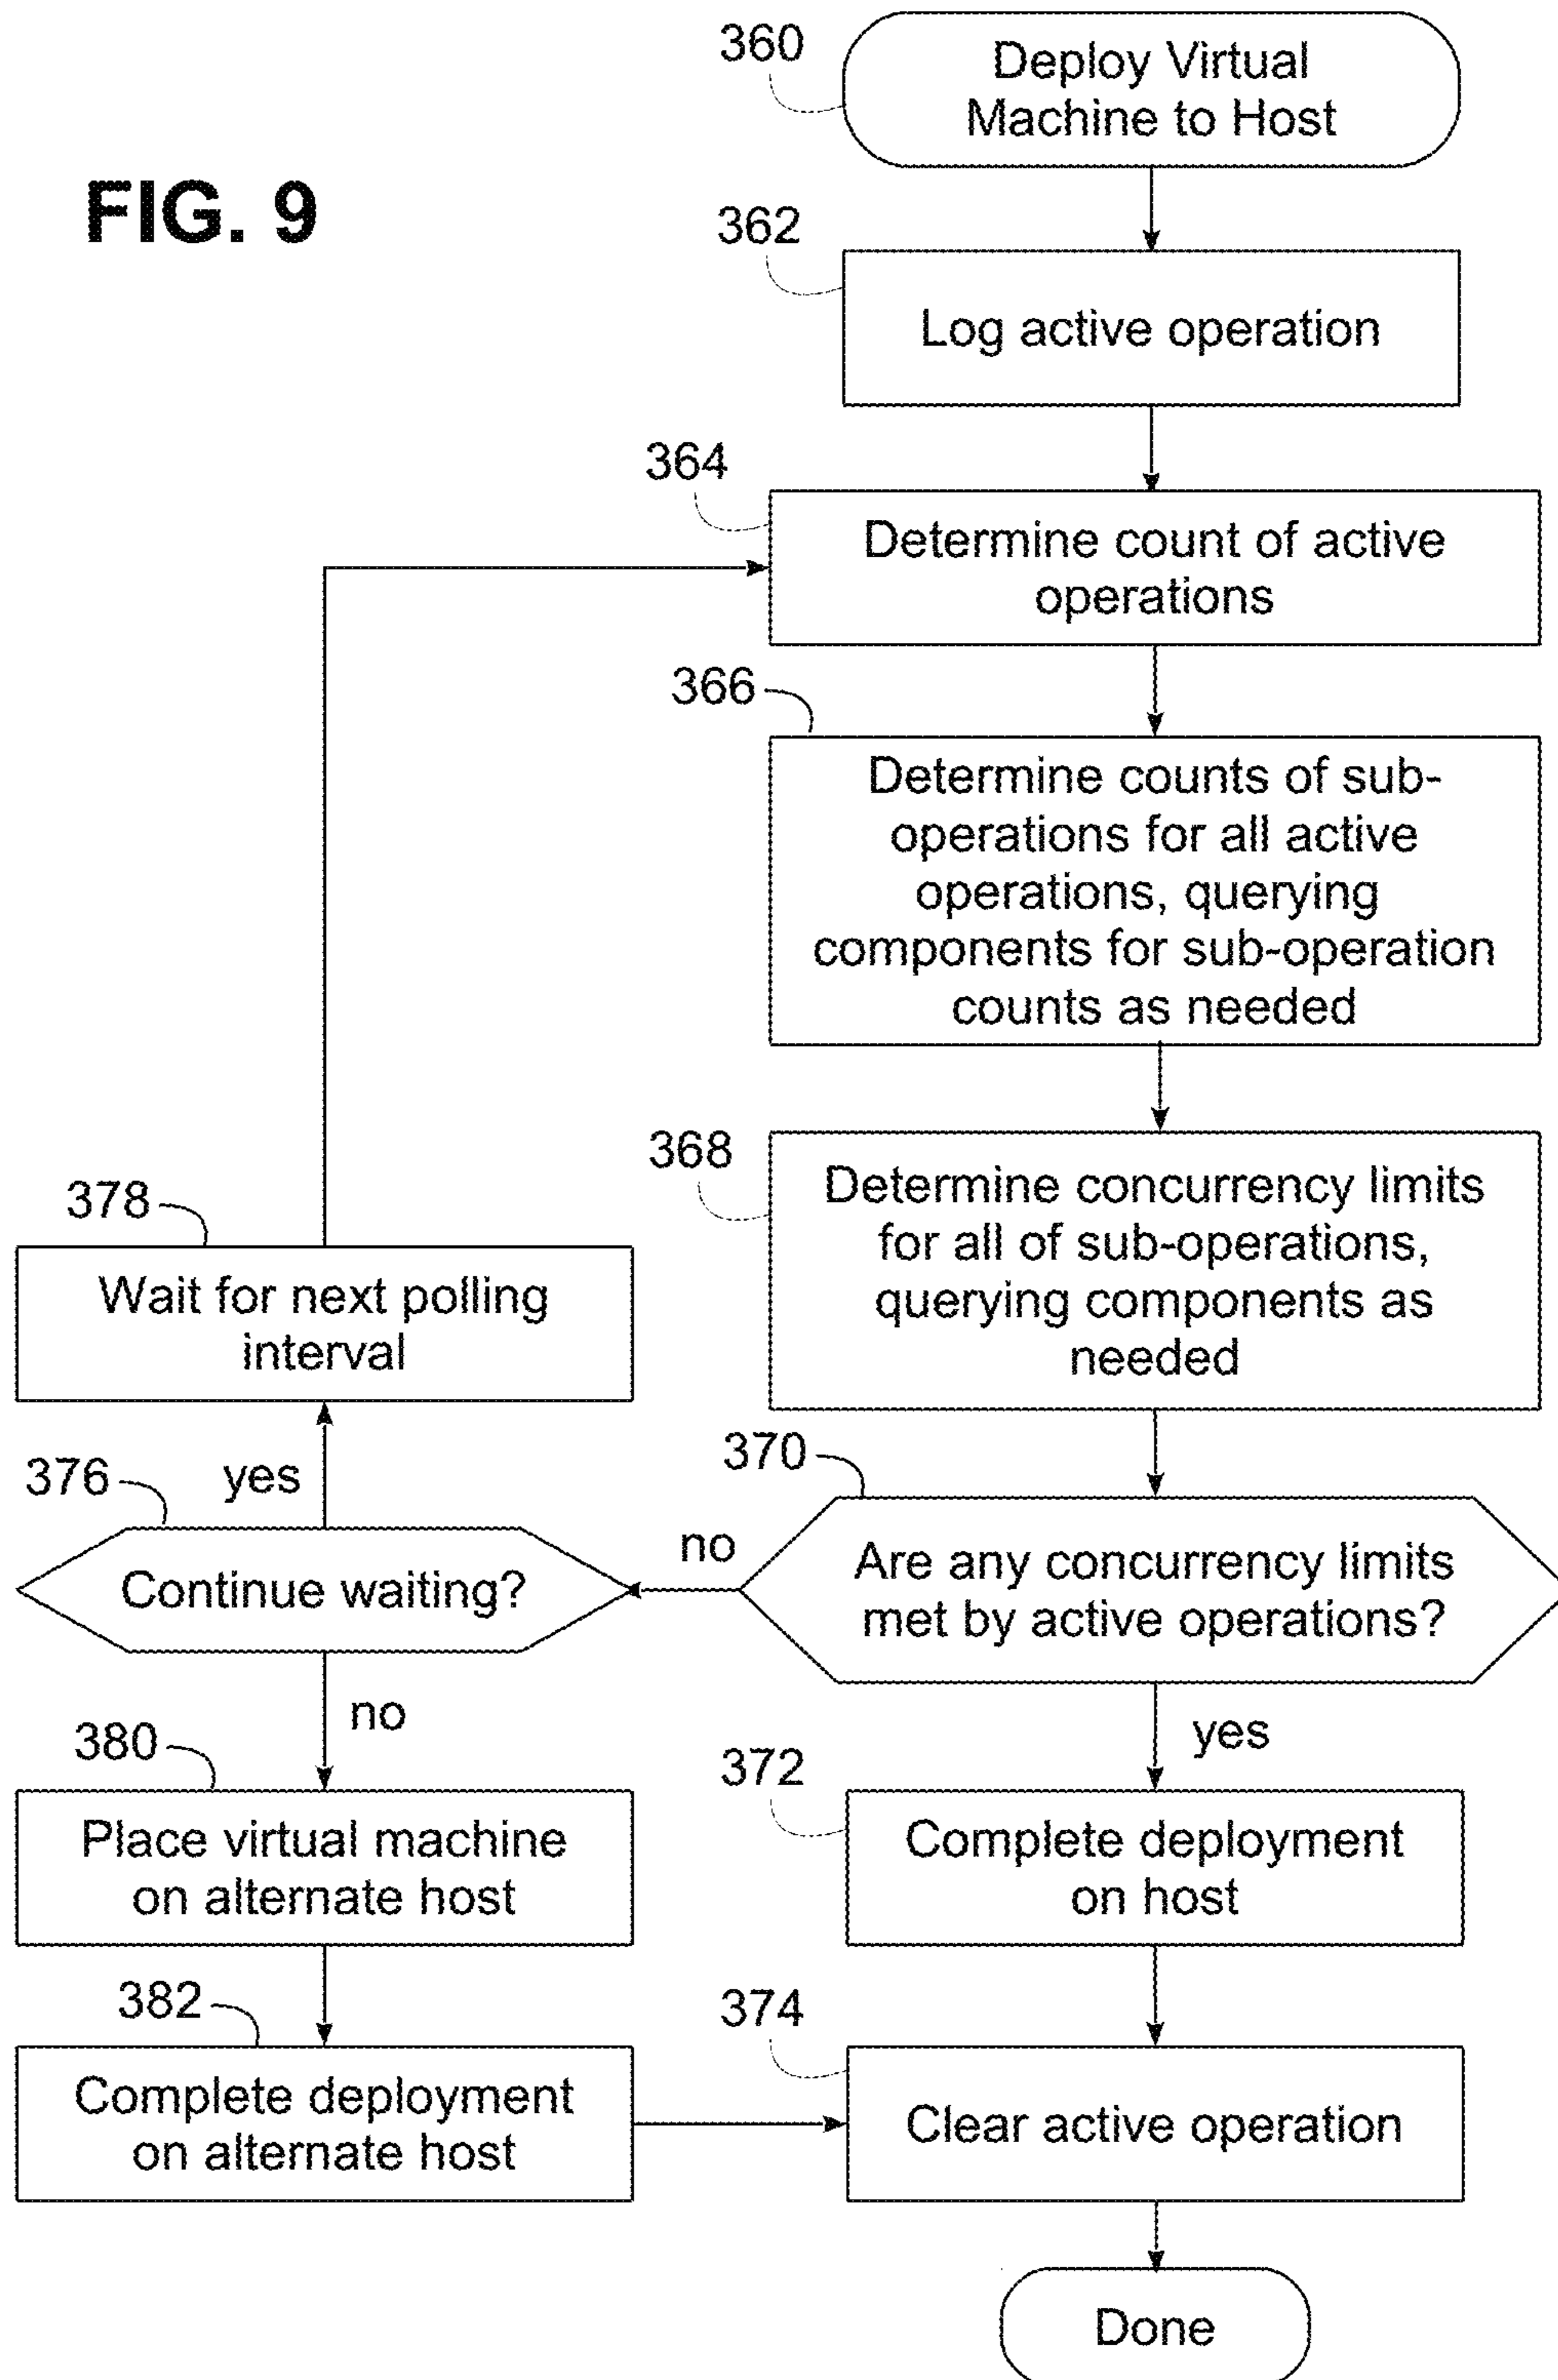 360
Deploy Virtual
Machine to Host
FIG. 9
362
Log active operation
364
Determine count of active
operations
366
Determine counts of sub-
operations for all active
operations, querying
components for sub-operation
counts as needed
368
Determine concurrency limits
for all of sub-operations,
querying components as
needed
378
Wait for next polling
interval
370
Are any concurrency limits
met by active operations?
376
yes
no
Continue waiting?
no
yes
380
Place virtual machine
on alternate host
372
Complete deployment
on host
382
Complete deployment
on alternate host
374
Clear active operation
Done